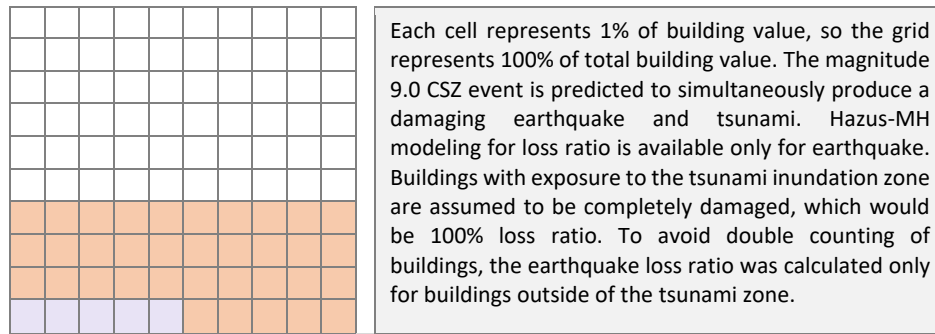 Each cell represents 1% of building value, so the grid
represents 100% of total building value. The magnitude
9.0 CSZ event is predicted to simultaneously produce a
damaging earthquake and tsunami. Hazus-MH
modeling for loss ratio is available only for earthquake.
Buildings with exposure to the tsunami inundation zone
are assumed to be completely damaged, which would
be 100% loss ratio. To avoid double counting of
buildings, the earthquake loss ratio was calculated only
for buildings outside of the tsunami zone.